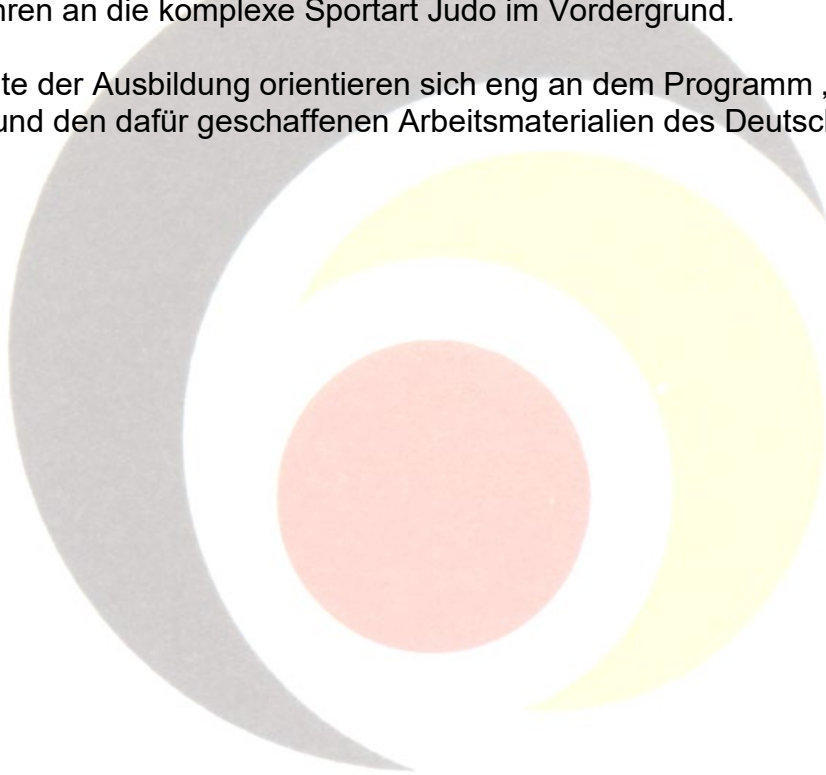 hren an die komplexe Sportart Judo im Vordergrund.
te der Ausbildung orientieren sich eng an dem Programm „
und den dafür geschaffenen Arbeitsmaterialien des Deutsc